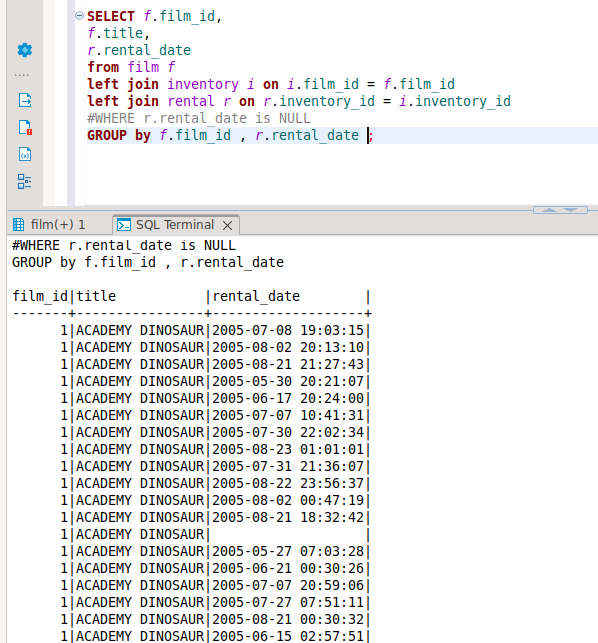 SELECT f.film_id,
f.title,
r.rental_date
from film f
left join inventory i on i.film_id = f.film_id
left join rental r on r.inventory_id = i.inventory_id
#WHERE r.rental_date is NULL
GROUP by f.film_id , r.rental_date ;
film(+) 1 SQL Terminal
#WHERE r.rental_date is NULL
GROUP by f.film_id , r.rental_date
film_id|title |rental_date |
-------+----------------+-------------------+
1|ACADEMY DINOSAUR|2005-07-08 19:03:15|
1|ACADEMY DINOSAUR|2005-08-02 20:13:10|
1|ACADEMY DINOSAUR|2005-08-21 21:27:43|
1|ACADEMY DINOSAUR|2005-05-30 20:21:07|
1|ACADEMY DINOSAUR|2005-06-17 20:24:00|
1|ACADEMY DINOSAUR|2005-07-07 10:41:31|
1|ACADEMY DINOSAUR|2005-07-30 22:02:34|
1|ACADEMY DINOSAUR|2005-08-23 01:01:01|
1|ACADEMY DINOSAUR|2005-07-31 21:36:07|
1|ACADEMY DINOSAUR|2005-08-22 23:56:37|
1|ACADEMY DINOSAUR|2005-08-02 00:47:19|
1|ACADEMY DINOSAUR|2005-08-21 18:32:42|
1|ACADEMY DINOSAUR| |
1|ACADEMY DINOSAUR|2005-05-27 07:03:28|
1|ACADEMY DINOSAUR|2005-06-21 00:30:26|
1|ACADEMY DINOSAUR|2005-07-07 20:59:06|
1|ACADEMY DINOSAUR|2005-07-27 07:51:11|
1|ACADEMY DINOSAUR|2005-08-21 00:30:32|
1|ACADEMY DINOSAUR|2005-06-15 02:57:51|